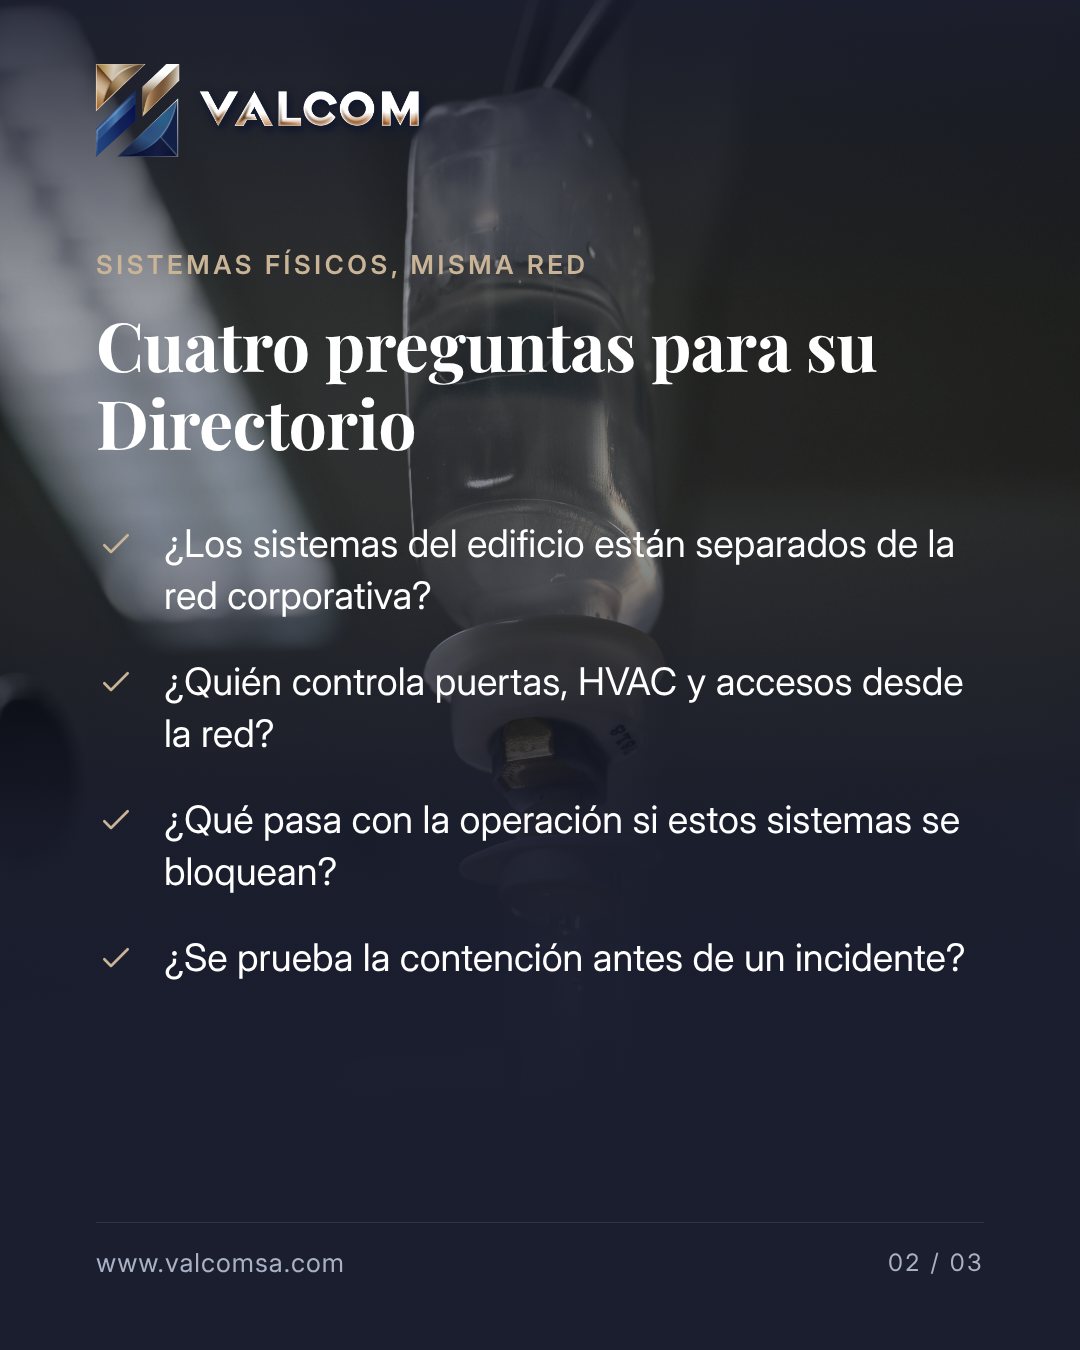 VALCOM
SISTEMAS FÍSICOS, MISMA RED
Cuatro preguntas para su
Directorio
¿Los sistemas del edificio están separados de la
red corporativa?
¿Quién controla puertas, HVAC y accesos desde
la red?
¿Qué pasa con la operación si estos sistemas se
bloquean?
¿Se prueba la contención antes de un incidente?
www.valcomsa.com
02 / 03